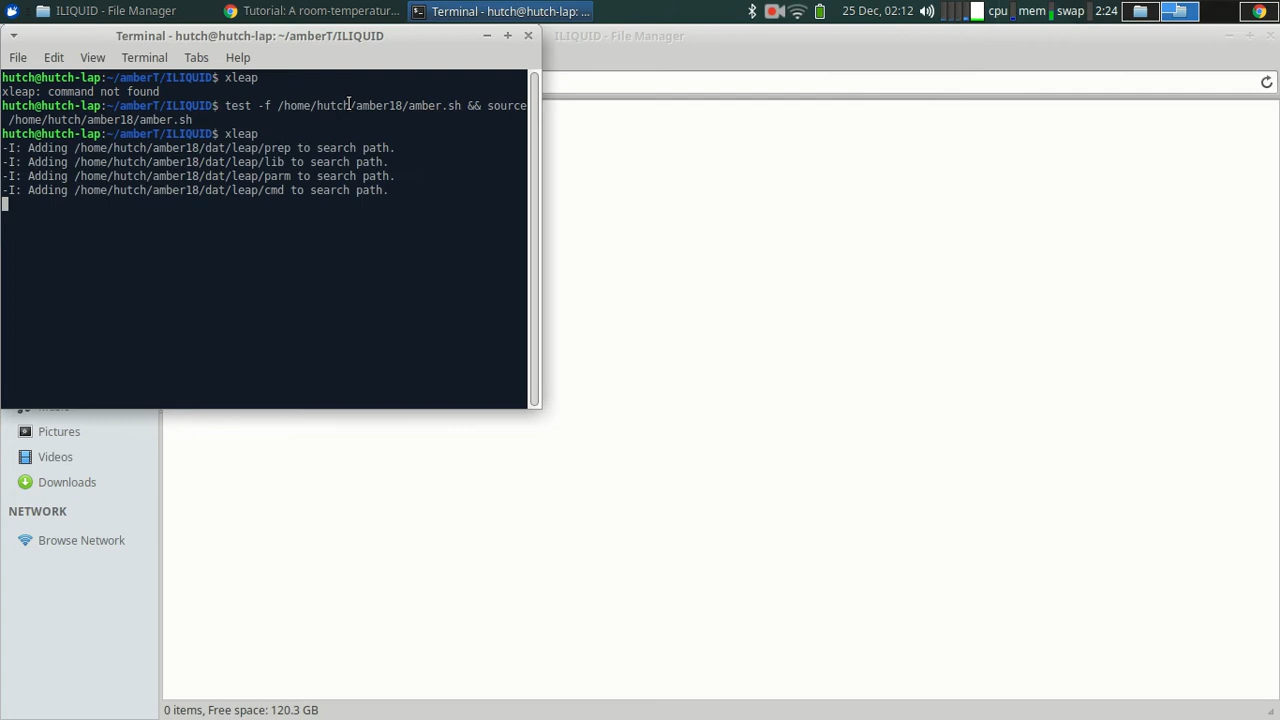 ILIQUID - File Manager
Tutorial: A room-temperatur...
Terminal - hutch@hutch-lap: ...
25 Dec, 02:12
cpu
mem
swap
2:24
Terminal - hutch@hutch-lap: ~/amberT/ILIQUID
ILIQUID - File Manager
File Edit View Terminal Tabs Help
hutch@hutch-lap:~/amberT/ILIQUID$ xleap
xleap: command not found
hutch@hutch-lap:~/amberT/ILIQUID$ test -f /home/hutch/amber18/amber.sh && source
/home/hutch/amber18/amber.sh
hutch@hutch-lap:~/amberT/ILIQUID$ xleap
-I: Adding /home/hutch/amber18/dat/leap/prep to search path.
-I: Adding /home/hutch/amber18/dat/leap/lib to search path.
-I: Adding /home/hutch/amber18/dat/leap/parm to search path.
-I: Adding /home/hutch/amber18/dat/leap/cmd to search path.
Pictures
Videos
Downloads
NETWORK
Browse Network
0 items, Free space: 120.3 GB